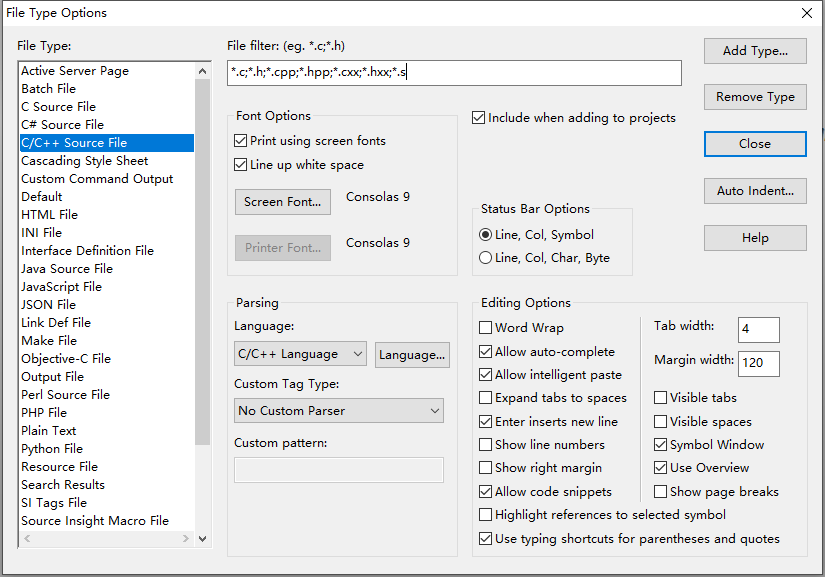 File Type Options
File Type:
Active Server Page
Batch File
C Source File
C# Source File
C/C++ Source File
Cascading Style Sheet
Custom Command Output
Default
HTML File
INI File
Interface Definition File
Java Source File
JavaScript File
JSON File
Link Def File
Make File
Objective-C File
Output File
Perl Source File
PHP File
Plain Text
Python File
Resource File
Search Results
SI Tags File
Source Insight Macro File
File filter: (eg. *.c;*.h)
*.c;*.h;*.cpp;*.hpp;*.cxx;*.hxx;*.s
Font Options
Print using screen fonts
Line up white space
Screen Font...
Consolas 9
Printer Font...
Consolas 9
Include when adding to projects
Status Bar Options
Line, Col, Symbol
Line, Col, Char, Byte
Add Type...
Remove Type
Close
Auto Indent...
Help
Parsing
Language:
C/C++ Language
Language...
Custom Tag Type:
No Custom Parser
Custom pattern:
Editing Options
Word Wrap
Allow auto-complete
Allow intelligent paste
Expand tabs to spaces
Enter inserts new line
Show line numbers
Show right margin
Allow code snippets
Highlight references to selected symbol
Use typing shortcuts for parentheses and quotes
Tab width:
4
Margin width:
120
Visible tabs
Visible spaces
Symbol Window
Use Overview
Show page breaks